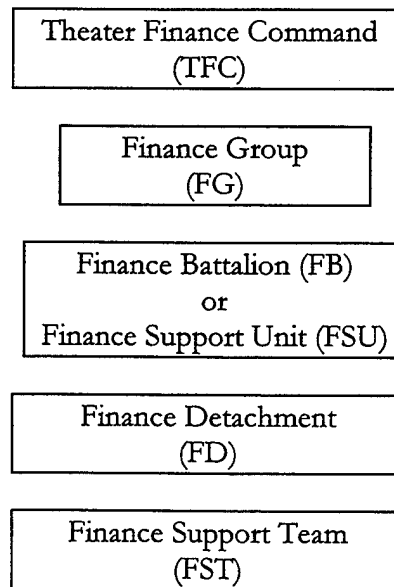 Theater Finance Command
(TFC)
Finance Group
(FG)
Finance Battalion (FB)
or
Finance Support Unit (FSU)
Finance Detachment
(FD)
Finance Support Team
(FST)